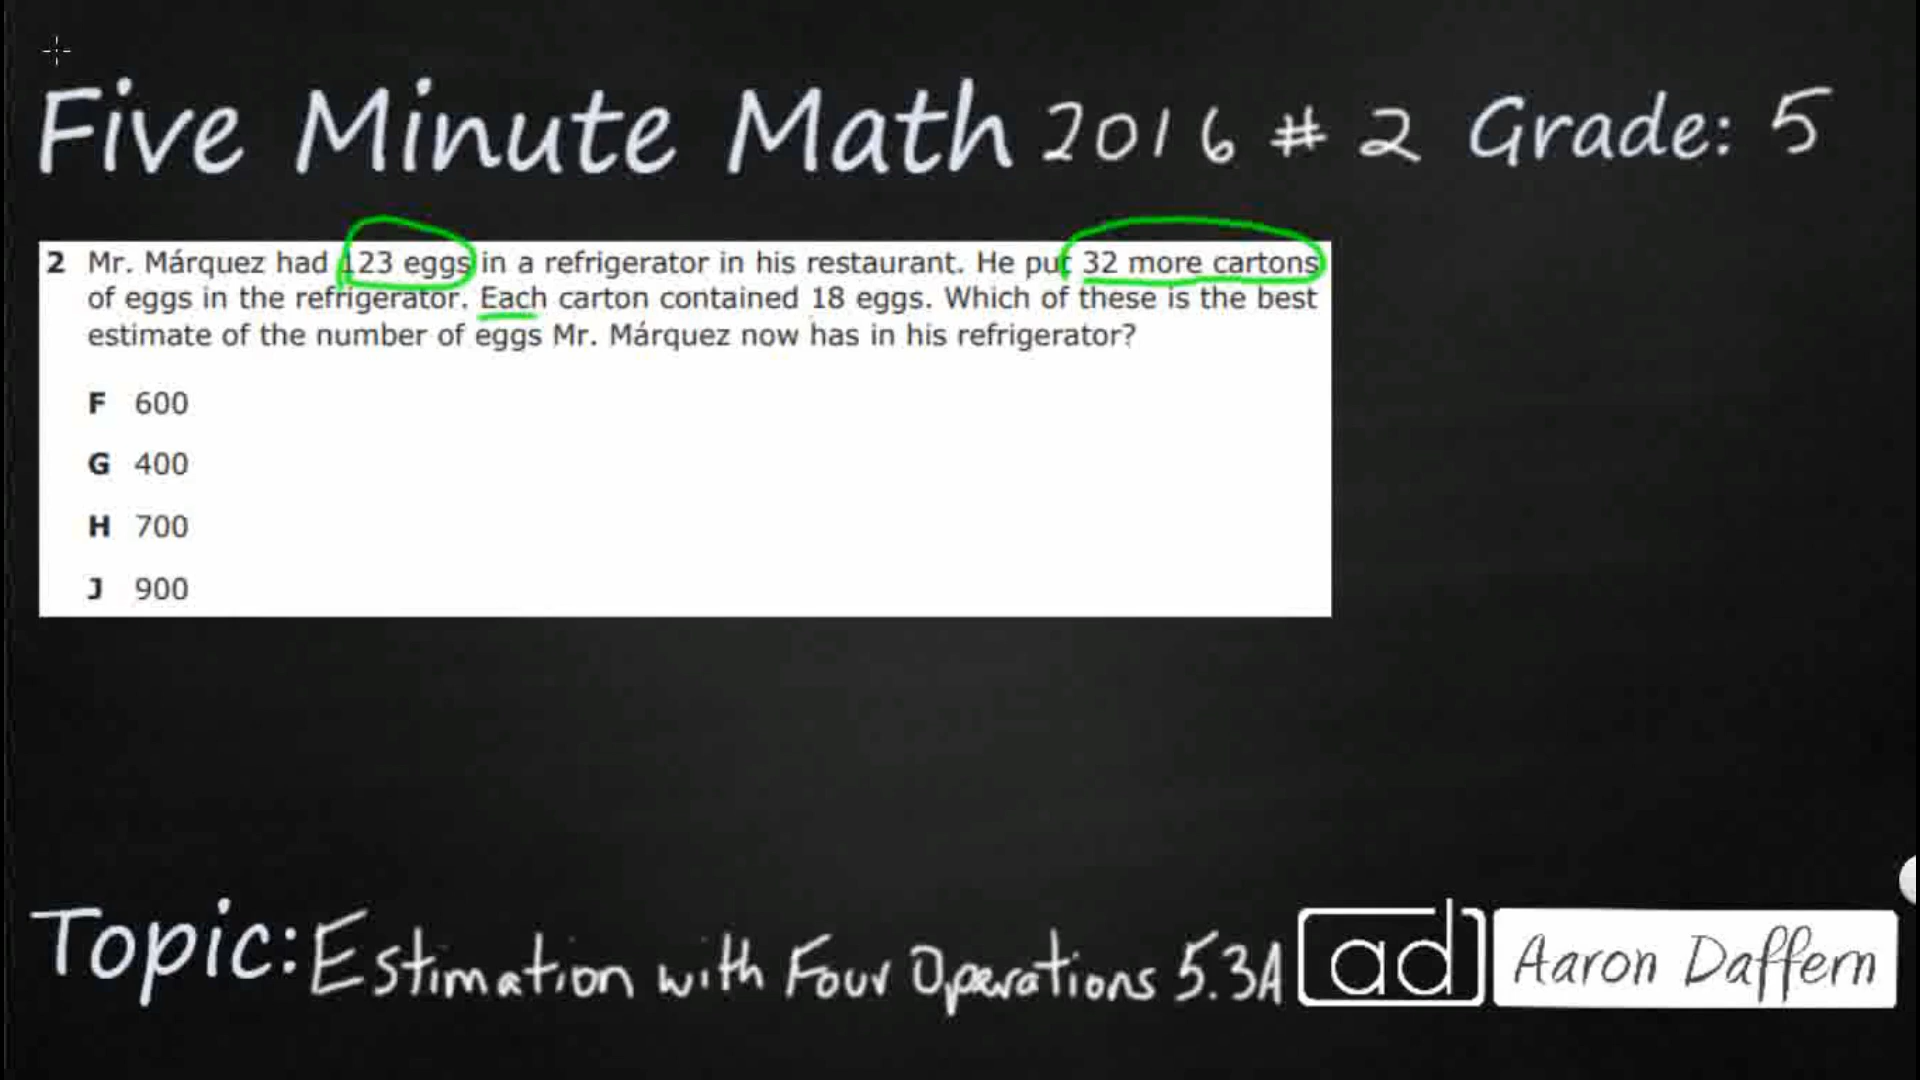 Five Minute Math 2016 # 2 Grade: 5
2 Mr. Márquez had 123 eggs in a refrigerator in his restaurant. He put 32 more cartons
of eggs in the refrigerator. Each carton contained 18 eggs. Which of these is the best
estimate of the number of eggs Mr. Márquez now has in his refrigerator?
F 600
G 400
H 700
J 900
Topic: Estimation with Four Operations 5.3A
ad Aaron Daffern